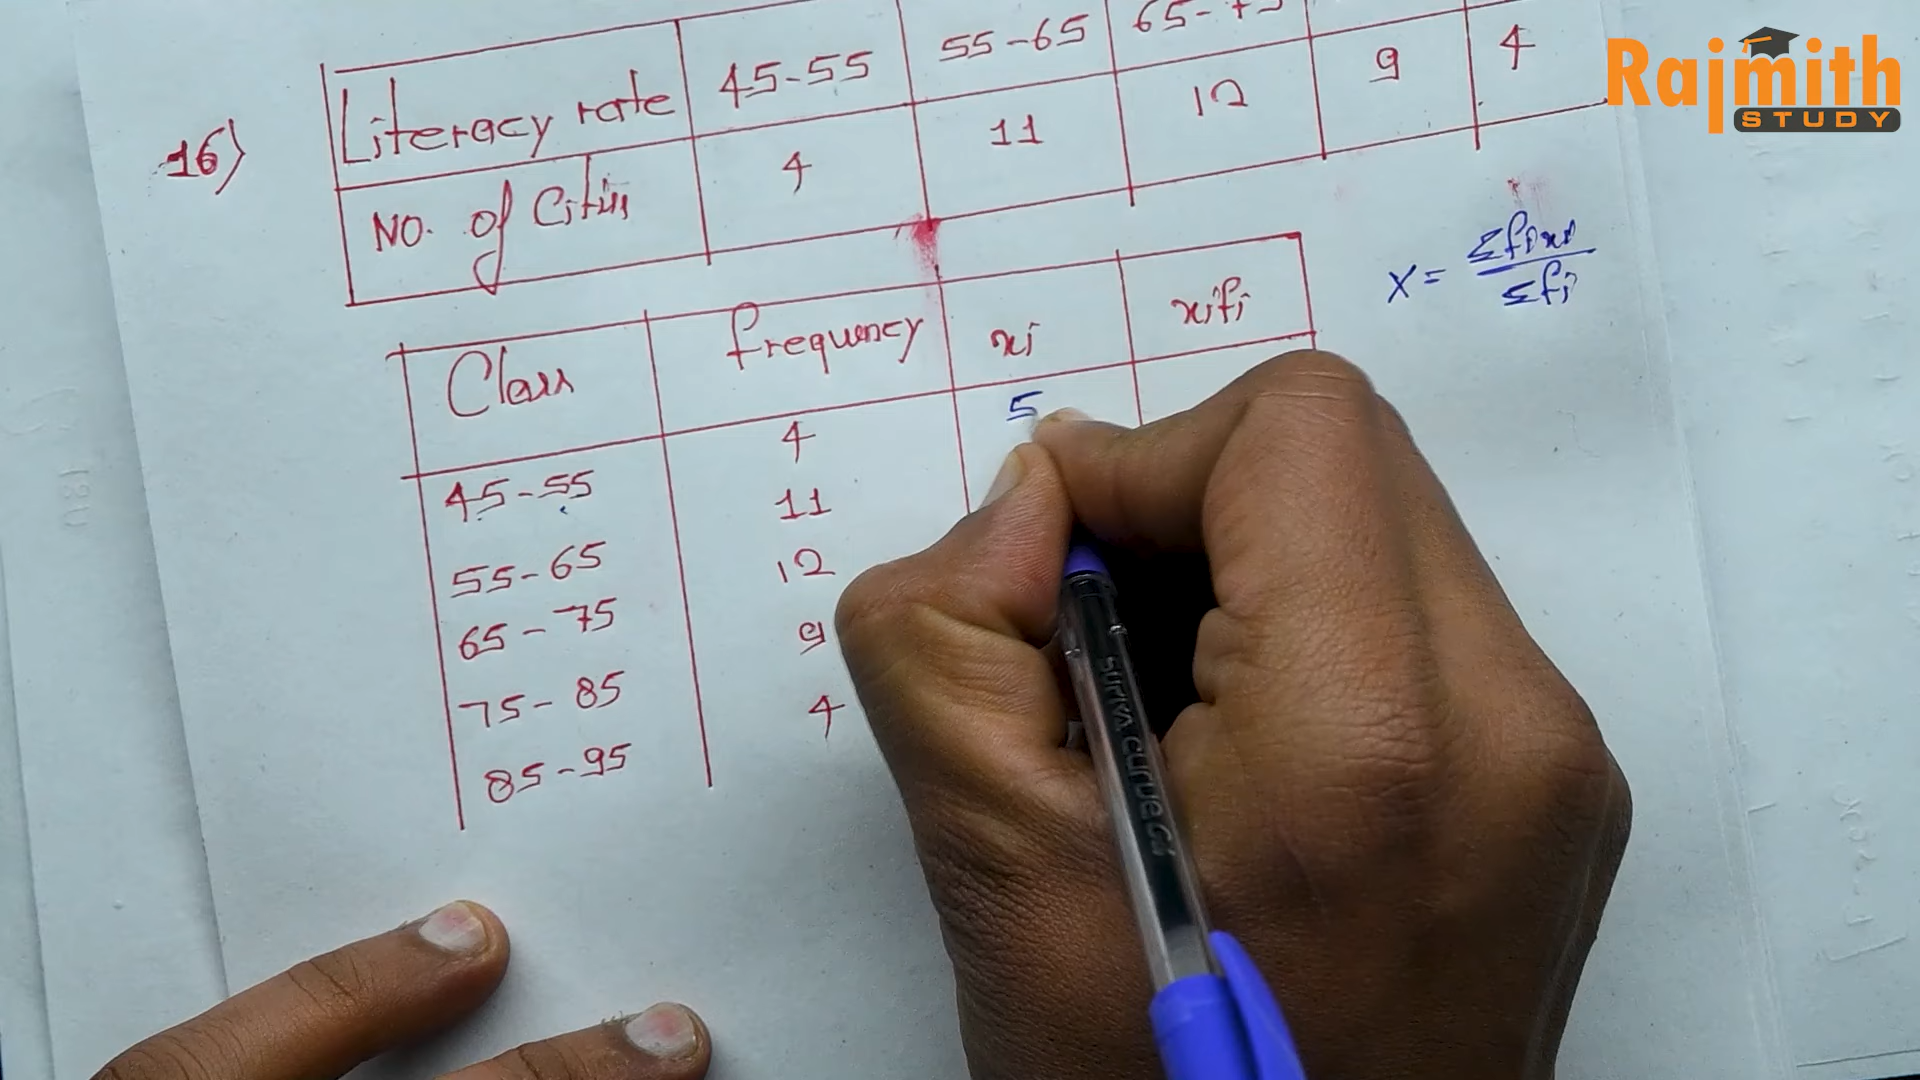 Rajmith
STUDY
16)
Literacy rate 45-55 55-65 65-75
No. of Cities 4 11 12 9 4
X = Σfixi
Σfi
Class frequency xi xifi
45-55 4 5
55-65 11
65-75 12
75-85 9
85-95 4